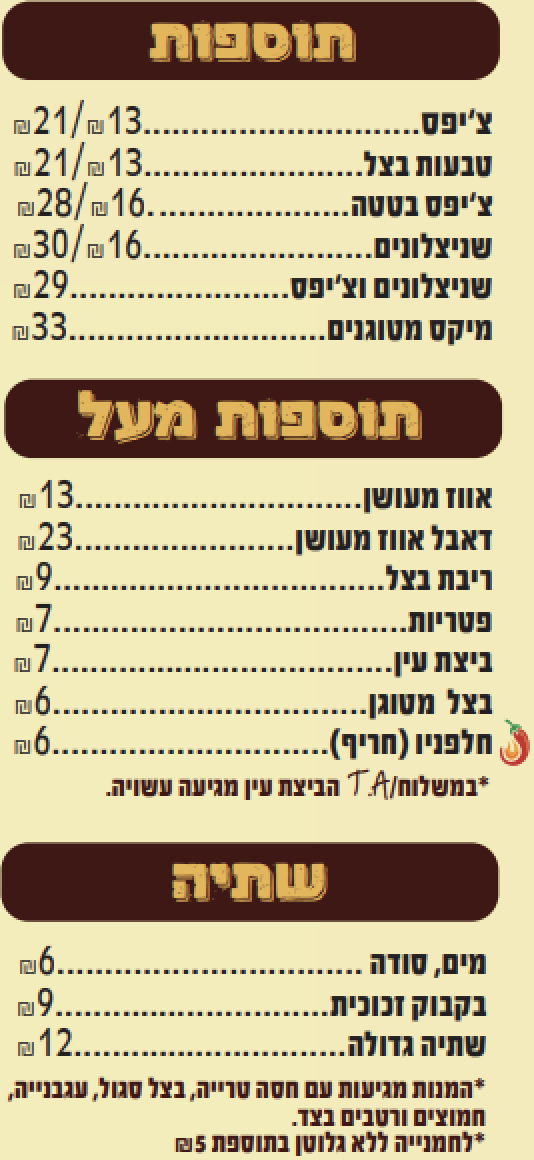 תוספות
צ'יפס............................13₪/21₪
טבעות בצל......................13₪/21₪
צ'יפס בטטה....................16₪/28₪
שניצלונים.......................16₪/30₪
שניצלונים וצ'יפס......................29₪
מיקס מטוגנים..........................33₪
תוספות מעל
אווז מעושן.............................13₪
דאבל אווז מעושן......................23₪
ריבת בצל.................................9₪
פטריות....................................7₪
ביצת עין..................................7₪
בצל מטוגן................................6₪
חלפניו (חריף)............................6₪
*במשלוח/T.A הביצת עין מגיעה עשויה.
שתיה
מים, סודה ...............................6₪
בקבוק זכוכית............................9₪
שתיה גדולה...........................12₪
*המנות מגיעות עם חסה טרייה, בצל סגול, עגבנייה,
חמוצים ורטבים בצד.
*לחמנייה ללא גלוטן בתוספת 5₪